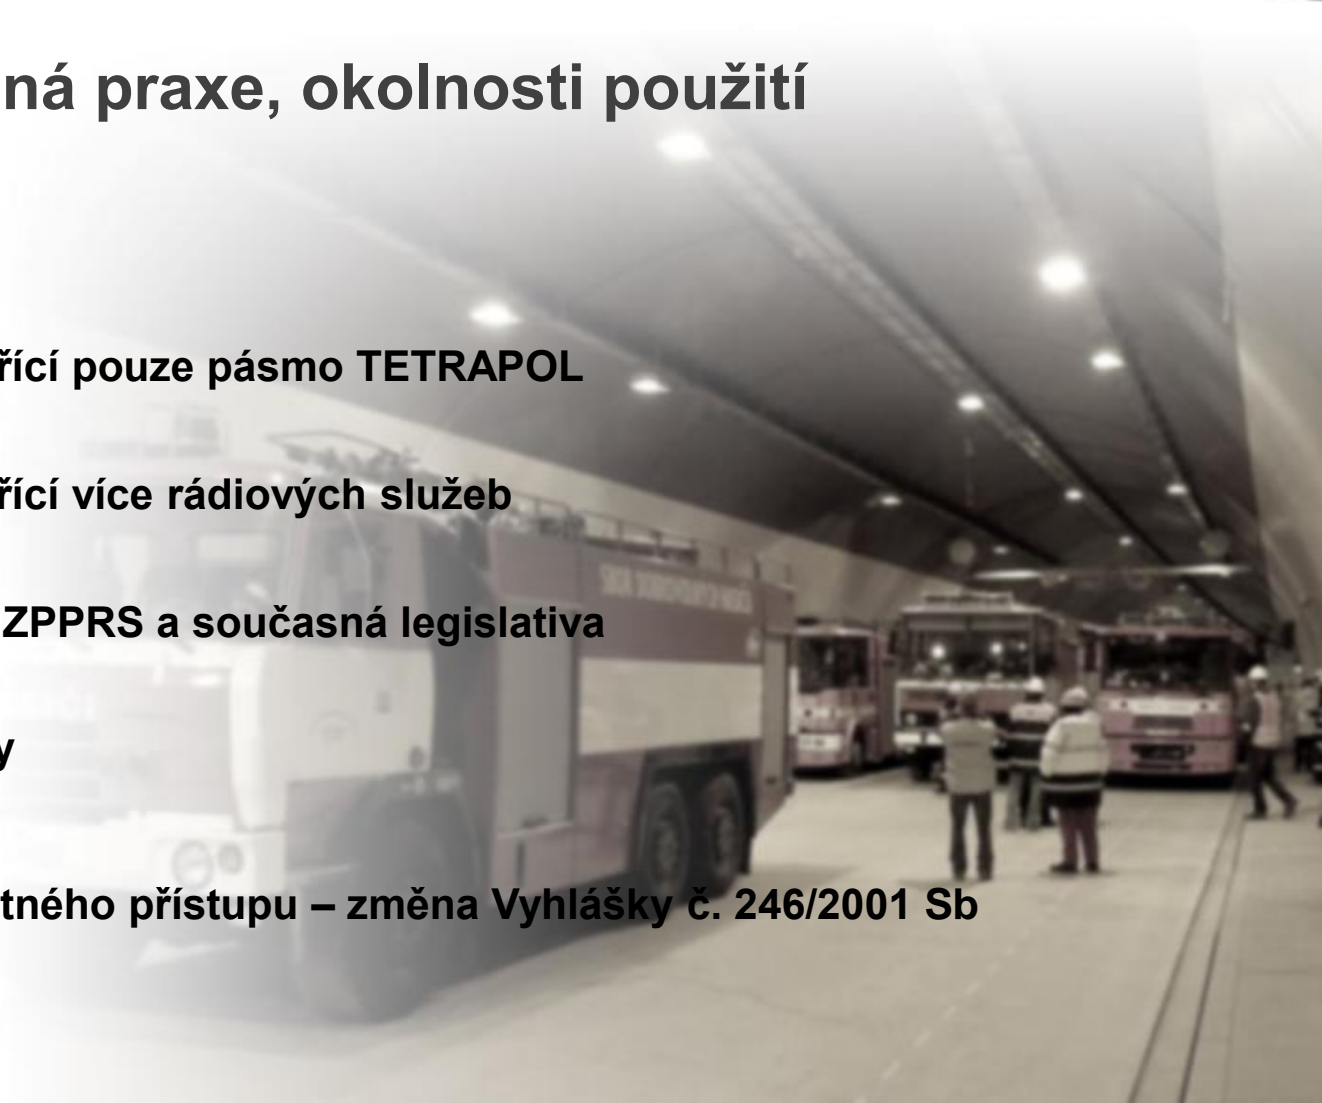 ná praxe, okolnosti použití
řící pouze pásmo TETRAPOL
řící více rádiových služeb
ZPPRS a současná legislativa
y
tného přístupu – změna Vyhlášky č. 246/2001 Sb